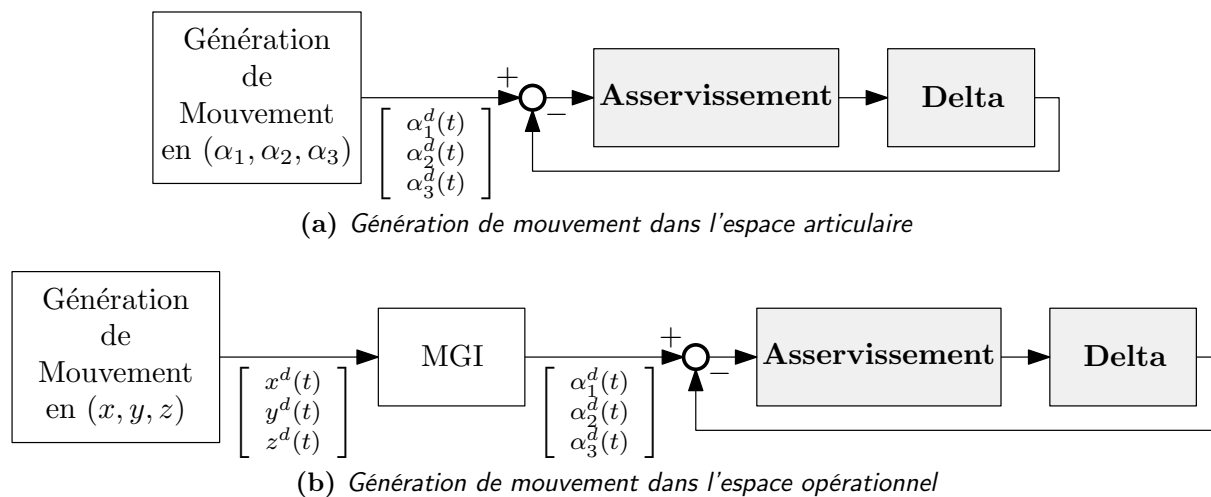 Génération
de
Mouvement
en (α₁, α₂, α₃)
+
−
Asservissement
Delta
α₁ᵈ(t)
α₂ᵈ(t)
α₃ᵈ(t)
(a) Génération de mouvement dans l'espace articulaire
Génération
de
Mouvement
en (x, y, z)
xᵈ(t)
yᵈ(t)
zᵈ(t)
MGI
α₁ᵈ(t)
α₂ᵈ(t)
α₃ᵈ(t)
+
−
Asservissement
Delta
(b) Génération de mouvement dans l'espace opérationnel